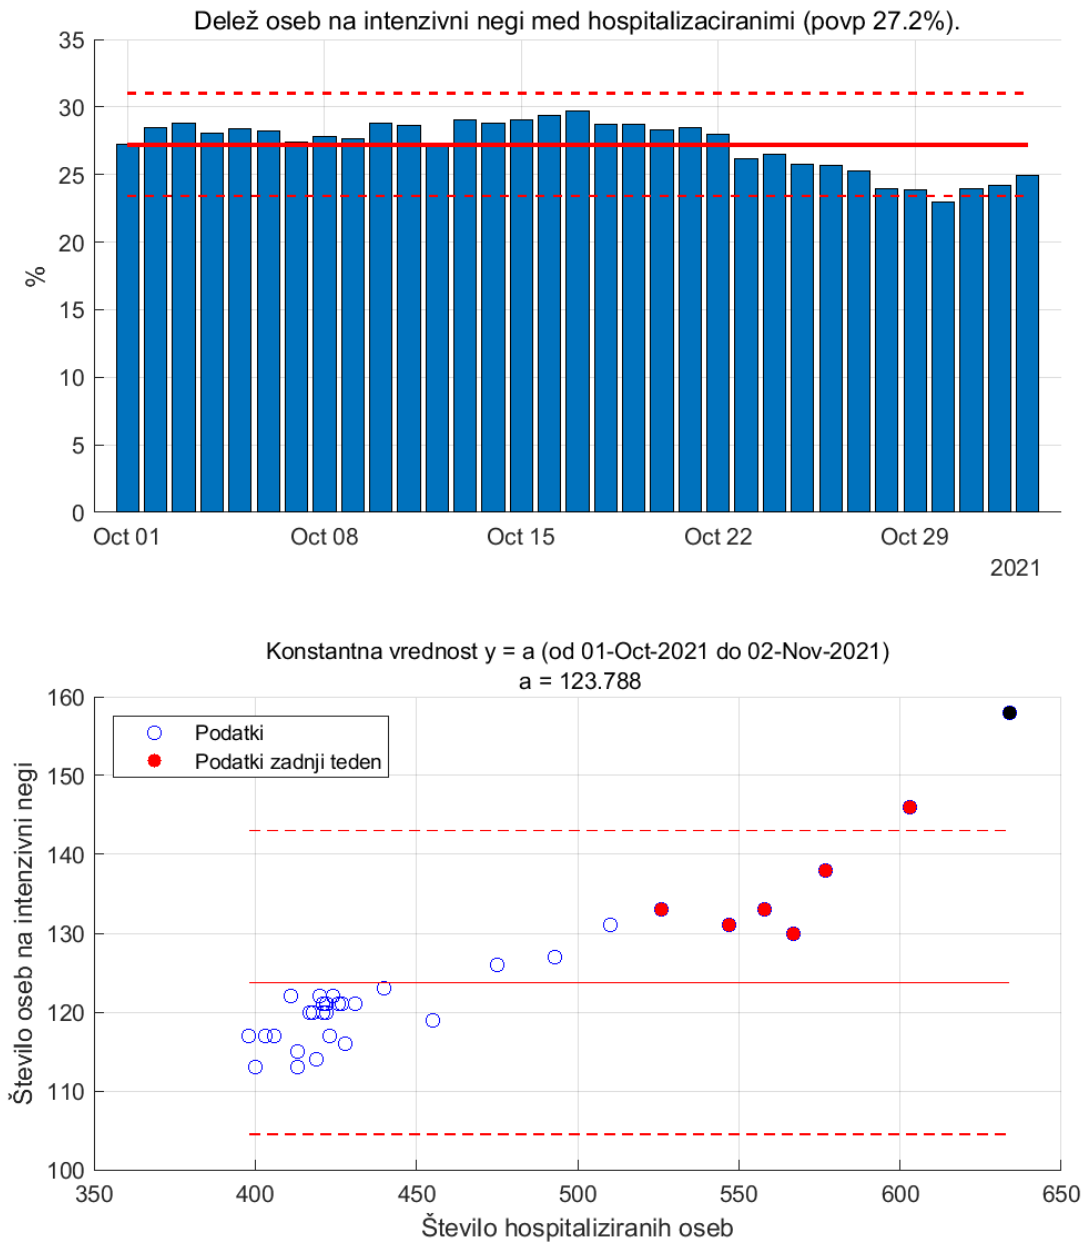 Delež oseb na intenzivni negi med hospitalizaciranimi (povp 27.2%).
35
30
25
20
15
10
5
0
%
Oct 01 Oct 08 Oct 15 Oct 22 Oct 29
2021
Konstantna vrednost y = a (od 01-Oct-2021 do 02-Nov-2021)
a = 123.788
160
150
140
130
120
110
100
Število oseb na intenzivni negi
Podatki
Podatki zadnji teden
350 400 450 500 550 600 650
Število hospitaliziranih oseb